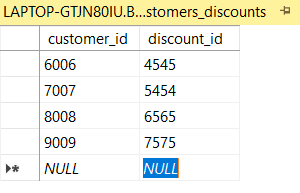 LAPTOP-GTJN80IU.B...stomers_discounts
customer_id discount_id
6006 4545
7007 5454
8008 6565
9009 7575
NULL NULL